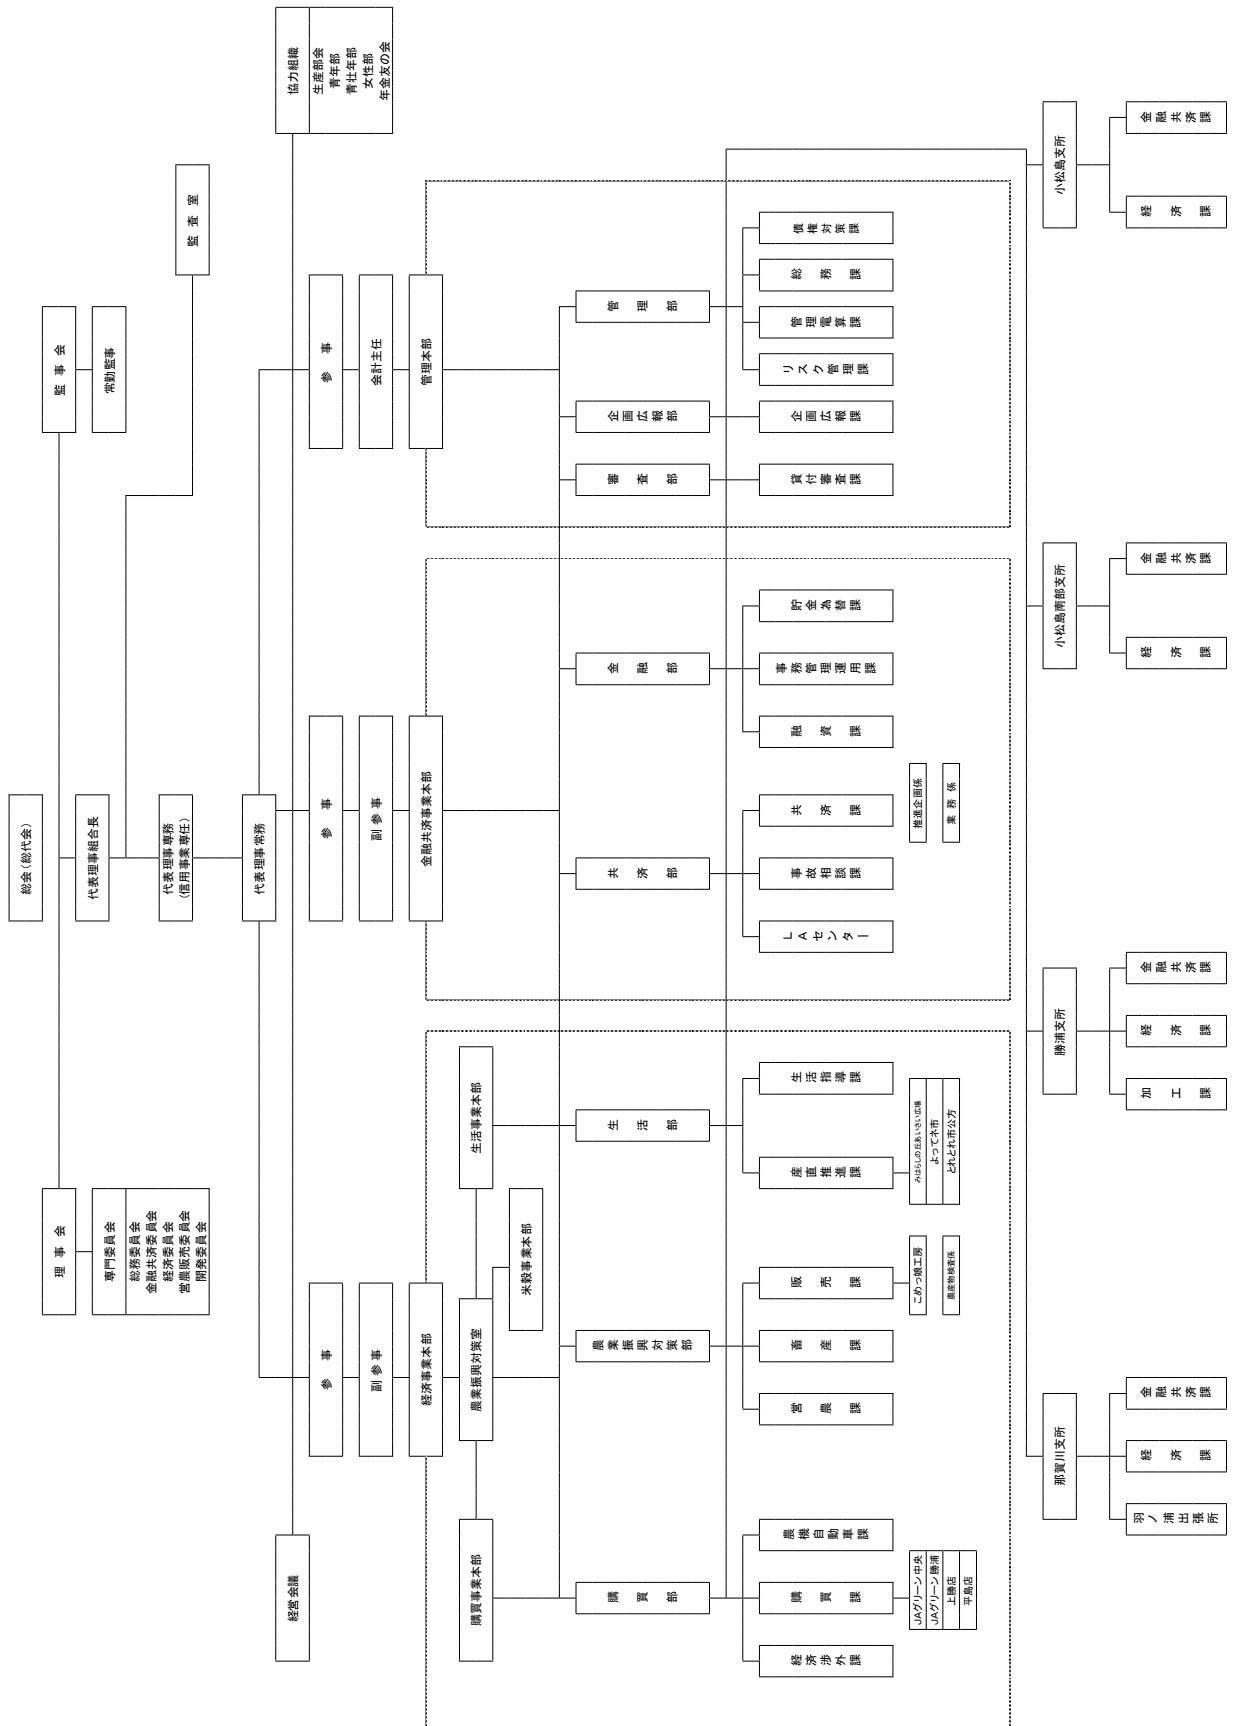 総会（総代会）
理事会
監事会
専門委員会
総務委員会
金融共済委員会
経済委員会
営農販売委員会
開発委員会
代表理事組合長
常勤監事
代表理事専務
（信用事業専任）
監査室
代表理事常務
経営会議
協力組織
生産部会
青年部
青壮年部
女性部
年金友の会
参事
参事
参事
副参事
副参事
会計主任
経済事業本部
金融共済事業本部
管理本部
購買事業本部
農業振興対策室
生活事業本部
米穀事業本部
購買部
農業振興対策部
生活部
共済部
金融部
審査部
企画広報部
管理部
経済渉外課
購買課
農機自動車課
営農課
畜産課
販売課
産直推進課
生活指導課
LAセンター
事故相談課
共済課
融資課
事務管理運用課
貯金為替課
貸付審査課
企画広報課
リスク管理課
管理電算課
総務課
債権対策課
JAグリーン中央
JAグリーン勝浦
上勝店
平島店
こめっ娘工房
農産物検査係
みはらしの丘あいさい広場
よってネ市
とれとれ市公方
推進企画係
業務係
那賀川支所
勝浦支所
小松島南部支所
小松島支所
羽ノ浦出張所
経済課
金融共済課
加工課
経済課
金融共済課
経済課
金融共済課
経済課
金融共済課